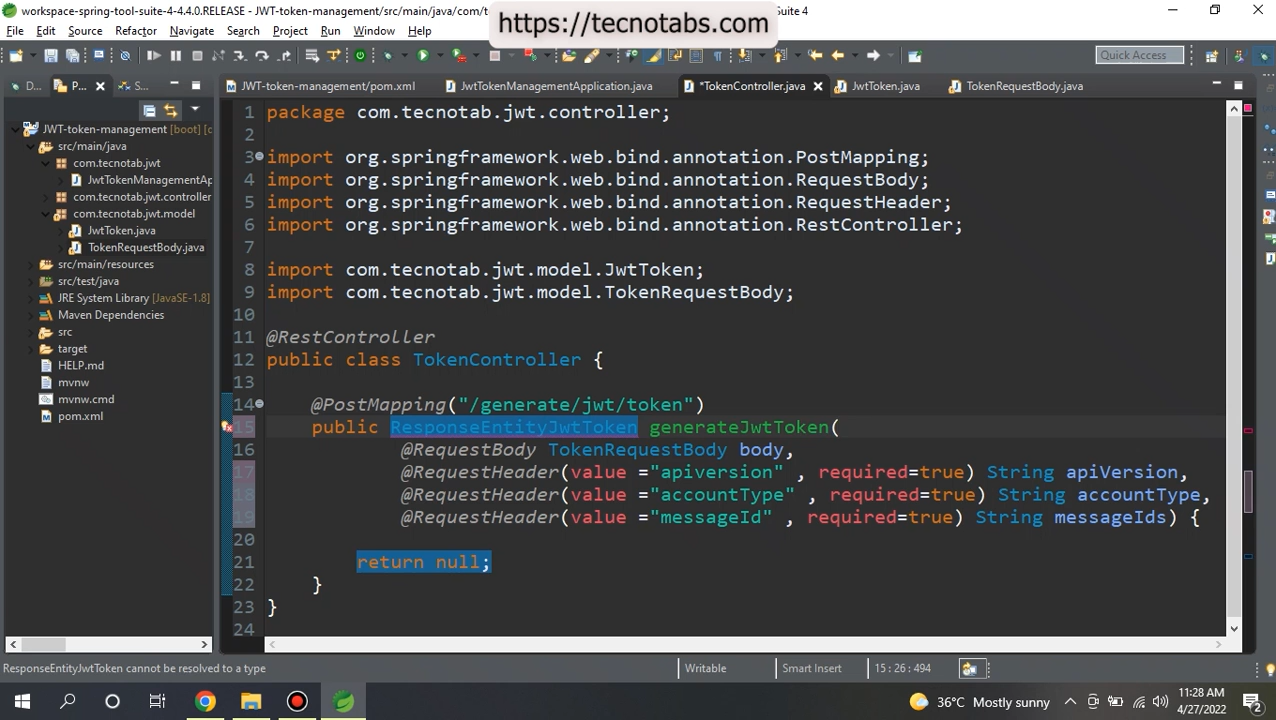 workspace-spring-tool-suite-4-4.4.0.RELEASE - JWT-token-management/src/main/java/com/te
https://tecnotabs.com
Suite 4
File Edit Source Refactor Navigate Search Project Run Window Help
Quick Access
D... P... S...
JWT-token-management/pom.xml JwtTokenManagementApplication.java *TokenController.java JwtToken.java TokenRequestBody.java
JWT-token-management [boot] [c
src/main/java
com.tecnotab.jwt
JwtTokenManagementAp
com.tecnotab.jwt.controller
com.tecnotab.jwt.model
JwtToken.java
TokenRequestBody.java
src/main/resources
src/test/java
JRE System Library [JavaSE-1.8]
Maven Dependencies
src
target
HELP.md
mvnw
mvnw.cmd
pom.xml
1 package com.tecnotab.jwt.controller;
2
3 import org.springframework.web.bind.annotation.PostMapping;
4 import org.springframework.web.bind.annotation.RequestBody;
5 import org.springframework.web.bind.annotation.RequestHeader;
6 import org.springframework.web.bind.annotation.RestController;
7
8 import com.tecnotab.jwt.model.JwtToken;
9 import com.tecnotab.jwt.model.TokenRequestBody;
10
11 @RestController
12 public class TokenController {
13
14 @PostMapping("/generate/jwt/token")
15 public ResponseEntityJwtToken generateJwtToken(
16 @RequestBody TokenRequestBody body,
17 @RequestHeader(value ="apiversion" , required=true) String apiVersion,
18 @RequestHeader(value ="accountType" , required=true) String accountType,
19 @RequestHeader(value ="messageId" , required=true) String messageIds) {
20
21 return null;
22 }
23 }
24
ResponseEntityJwtToken cannot be resolved to a type
Writable
Smart Insert
15 : 26 : 494
36°C Mostly sunny
11:28 AM
4/27/2022
2